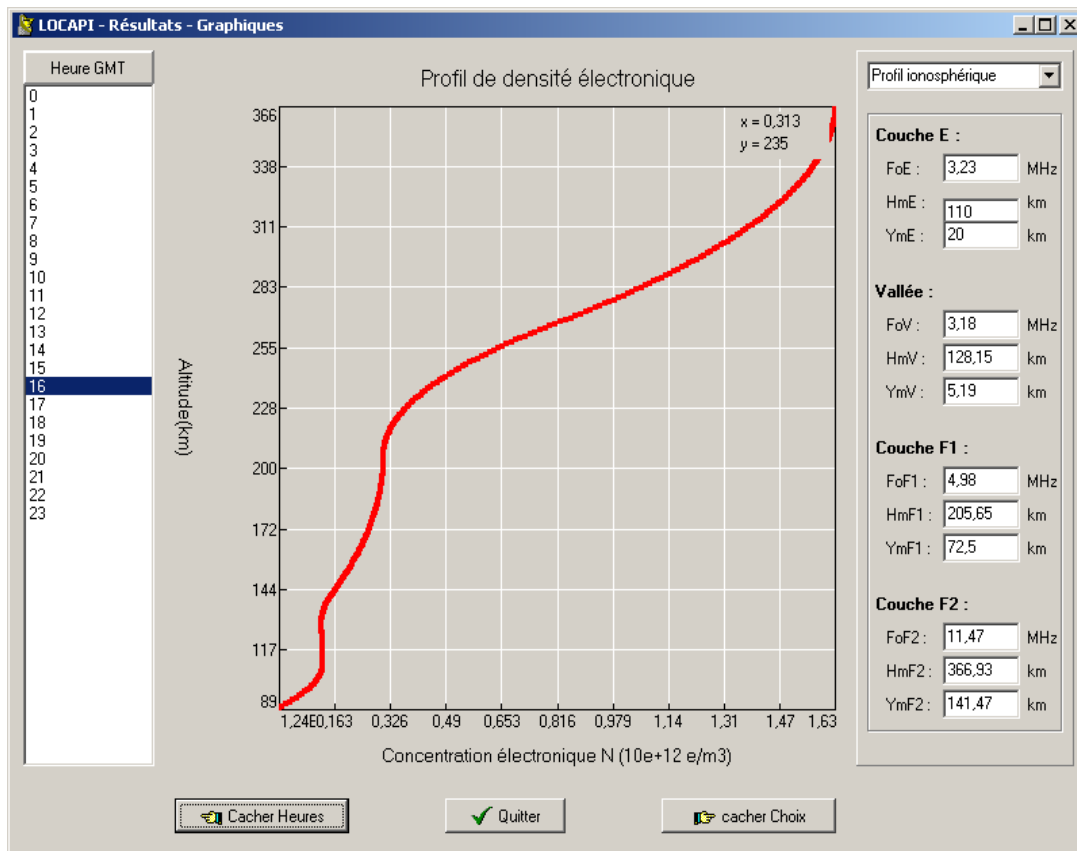 LOCAPI - Résultats - Graphiques
Heure GMT
0
1
2
3
4
5
6
7
8
9
10
11
12
13
14
15
16
17
18
19
20
21
22
23
Profil de densité électronique
x = 0,313
y = 235
366
338
311
283
255
228
200
172
144
117
89
Altitude(km)
1,24E0,163 0,326 0,49 0,653 0,816 0,979 1,14 1,31 1,47 1,63
Concentration électronique N (10e+12 e/m3)
Profil ionosphérique
Couche E :
FoE : 3,23 MHz
HmE : 110 km
YmE : 20 km
Vallée :
FoV : 3,18 MHz
HmV : 128,15 km
YmV : 5,19 km
Couche F1 :
FoF1 : 4,98 MHz
HmF1 : 205,65 km
YmF1 : 72,5 km
Couche F2 :
FoF2 : 11,47 MHz
HmF2 : 366,93 km
YmF2 : 141,47 km
Cacher Heures
Quitter
cacher Choix